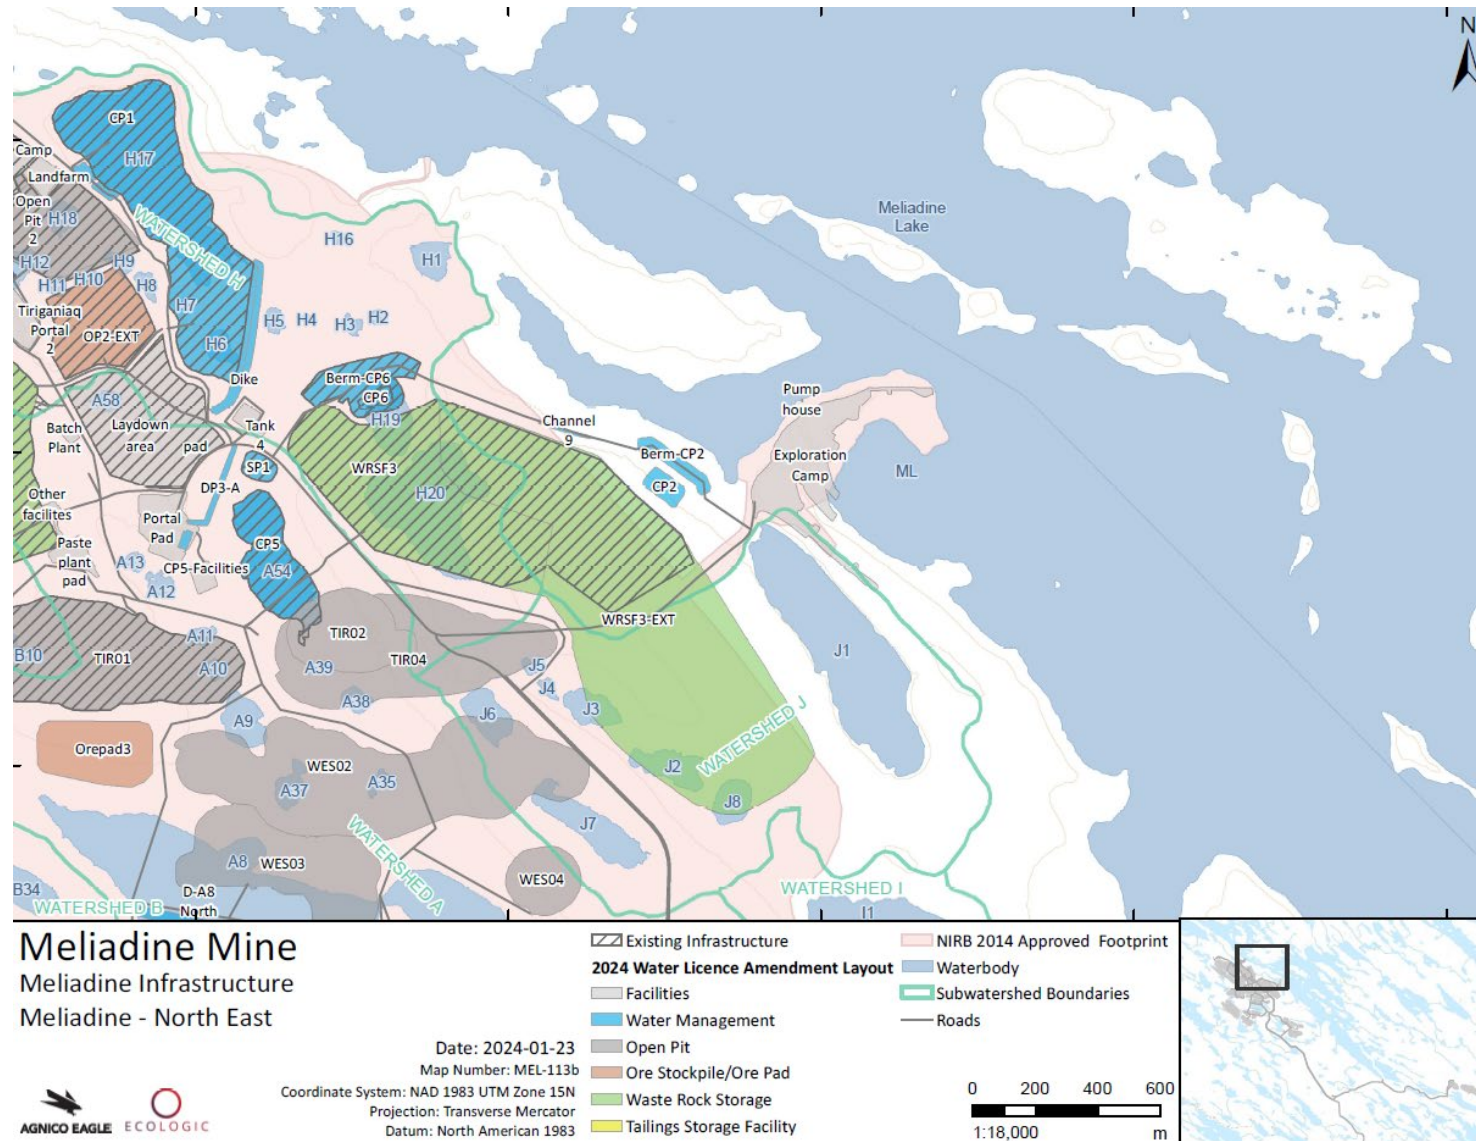 N
CP1
H17
Camp
Landfarm
Open
Pit
2
H18
WATERSHED H
H16
H1
Meliadine
Lake
H12
H9
H11
H10
H8
H7
H5
H4
H3
H2
Tiriganiaq
Portal
2
OP2-EXT
H6
Dike
Berm-CP6
CP6
H19
Pump
house
A58
Batch
Plant
Laydown
area
pad
Tank
4
Channel
9
Berm-CP2
Exploration
Camp
ML
SP1
WRSF3
CP2
DP3-A
H20
Other
facilites
Portal
Pad
CP5
Paste
plant
pad
A13
CP5-Facilities
A54
A12
WRSF3-EXT
A11
TIR02
B10
TIR01
A10
A39
TIR04
J5
J1
J4
A38
J6
J3
A9
WATERSHED J
Orepad3
WES02
J2
A37
A35
J8
J7
WATERSHED A
A8
WES03
WES04
B34
D-A8
North
WATERSHED B
WATERSHED I
I1
Meliadine Mine
Meliadine Infrastructure
Meliadine - North East
Date: 2024-01-23
Map Number: MEL-113b
Coordinate System: NAD 1983 UTM Zone 15N
Projection: Transverse Mercator
Datum: North American 1983
AGNICO EAGLE
ECOLOGIC
Existing Infrastructure
2024 Water Licence Amendment Layout
Facilities
Water Management
Open Pit
Ore Stockpile/Ore Pad
Waste Rock Storage
Tailings Storage Facility
NIRB 2014 Approved Footprint
Waterbody
Subwatershed Boundaries
Roads
0 200 400 600
1:18,000 m